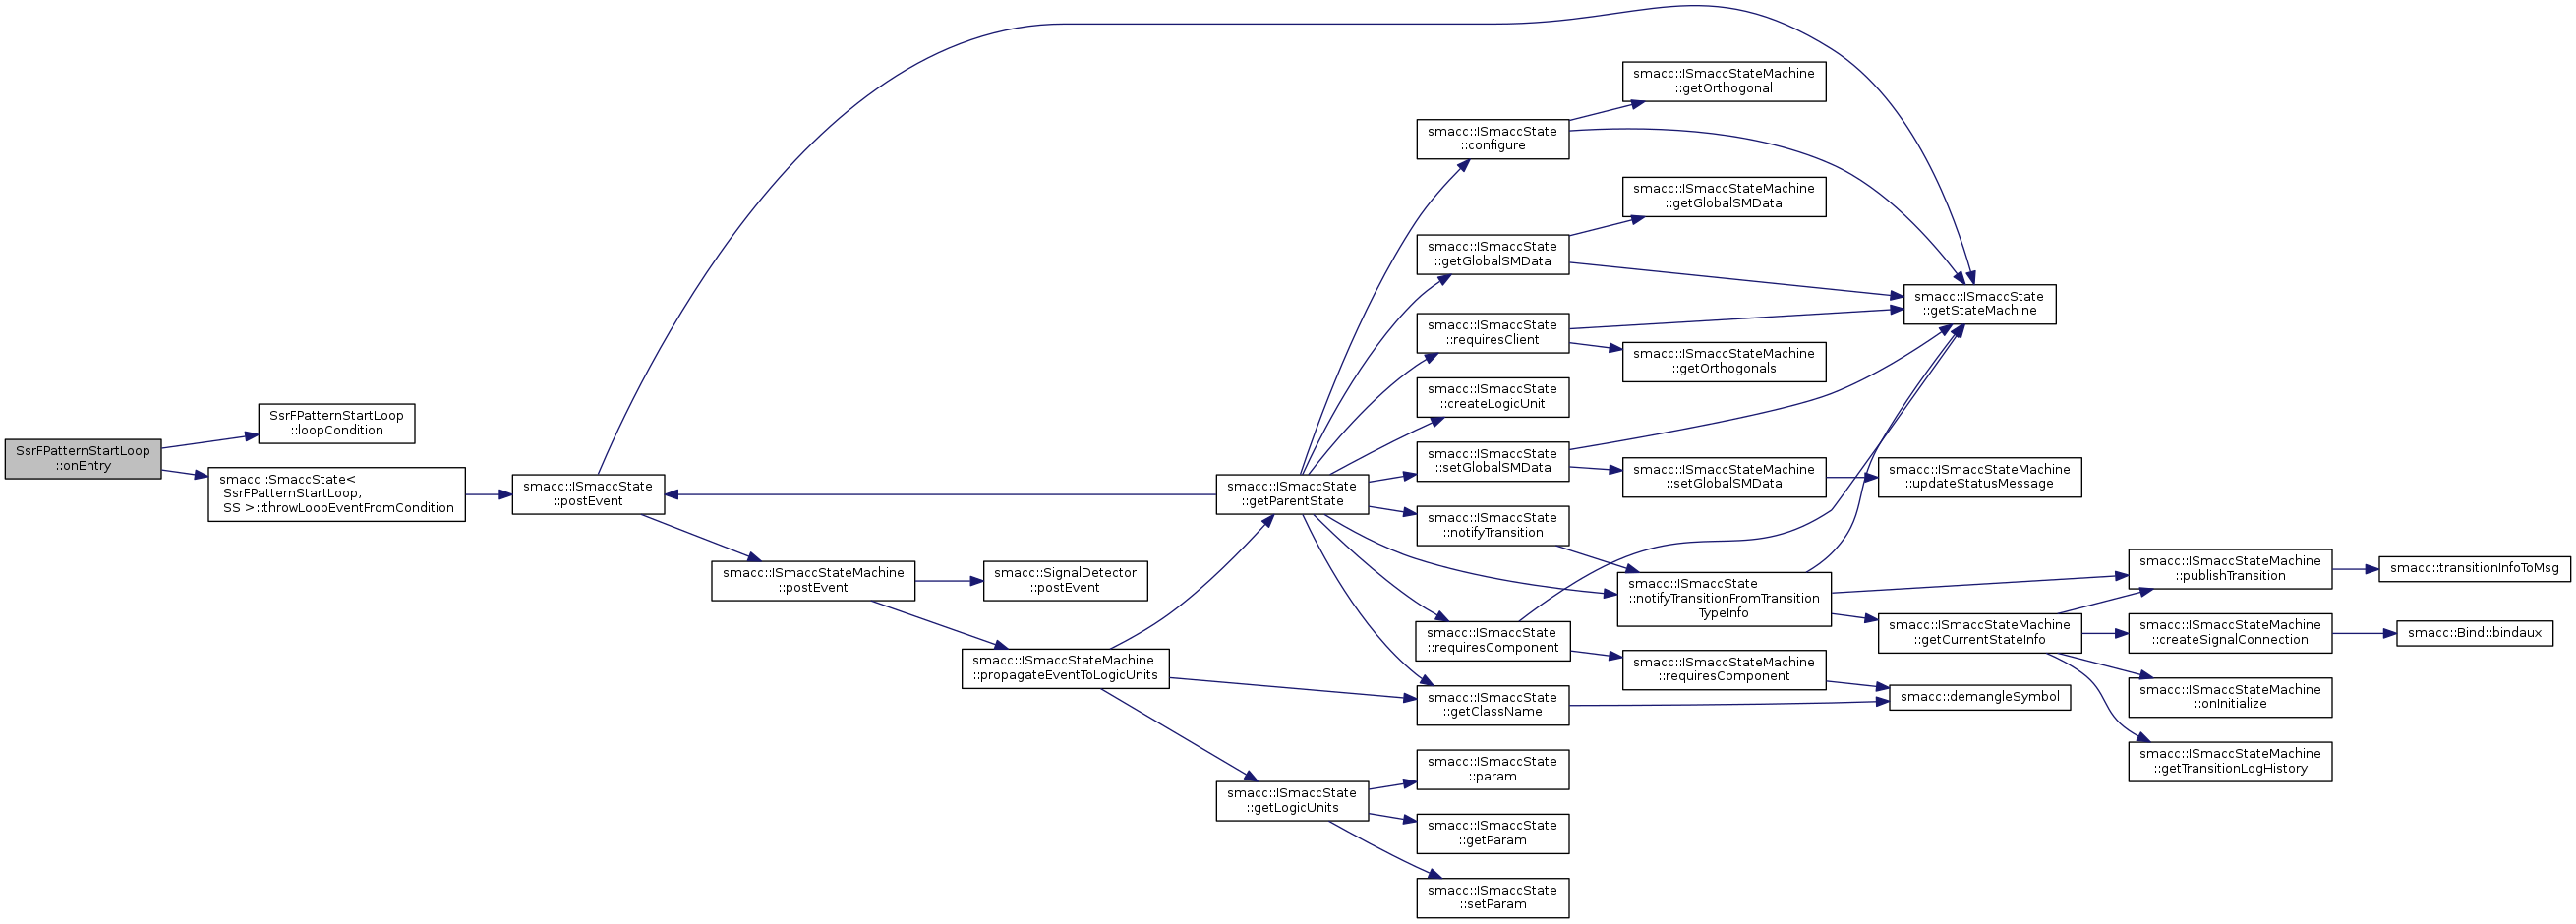 SsrFPatternStartLoop
::onEntry
SsrFPatternStartLoop
::loopCondition
smacc::SmaccState<
SsrFPatternStartLoop,
SS >::throwLoopEventFromCondition
smacc::ISmaccState
::postEvent
smacc::ISmaccStateMachine
::postEvent
smacc::SignalDetector
::postEvent
smacc::ISmaccStateMachine
::propagateEventToLogicUnits
smacc::ISmaccState
::getParentState
smacc::ISmaccState
::getLogicUnits
smacc::ISmaccState
::configure
smacc::ISmaccState
::getGlobalSMData
smacc::ISmaccState
::requiresClient
smacc::ISmaccState
::createLogicUnit
smacc::ISmaccState
::setGlobalSMData
smacc::ISmaccState
::notifyTransition
smacc::ISmaccState
::requiresComponent
smacc::ISmaccState
::getClassName
smacc::ISmaccState
::param
smacc::ISmaccState
::getParam
smacc::ISmaccState
::setParam
smacc::ISmaccStateMachine
::getOrthogonal
smacc::ISmaccStateMachine
::getGlobalSMData
smacc::ISmaccStateMachine
::getOrthogonals
smacc::ISmaccStateMachine
::setGlobalSMData
smacc::ISmaccState
::notifyTransitionFromTransition
TypeInfo
smacc::ISmaccStateMachine
::requiresComponent
smacc::ISmaccState
::getStateMachine
smacc::ISmaccStateMachine
::updateStatusMessage
smacc::ISmaccStateMachine
::getCurrentStateInfo
smacc::demangleSymbol
smacc::ISmaccStateMachine
::publishTransition
smacc::ISmaccStateMachine
::createSignalConnection
smacc::ISmaccStateMachine
::onInitialize
smacc::ISmaccStateMachine
::getTransitionLogHistory
smacc::transitionInfoToMsg
smacc::Bind::bindaux